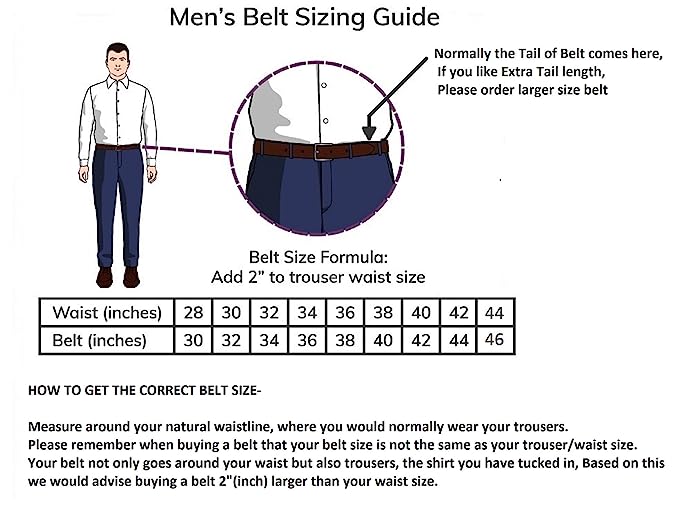 Men's Belt Sizing Guide
Normally the Tail of Belt comes here,
If you like Extra Tail length,
Please order larger size belt
Belt Size Formula:
Add 2" to trouser waist size
Waist (inches) 28 30 32 34 36 38 40 42 44
Belt (inches) 30 32 34 36 38 40 42 44 46
HOW TO GET THE CORRECT BELT SIZE-
Measure around your natural waistline, where you would normally wear your trousers.
Please remember when buying a belt that your belt size is not the same as your trouser/waist size.
Your belt not only goes around your waist but also trousers, the shirt you have tucked in, Based on this
we would advise buying a belt 2"(inch) larger than your waist size.